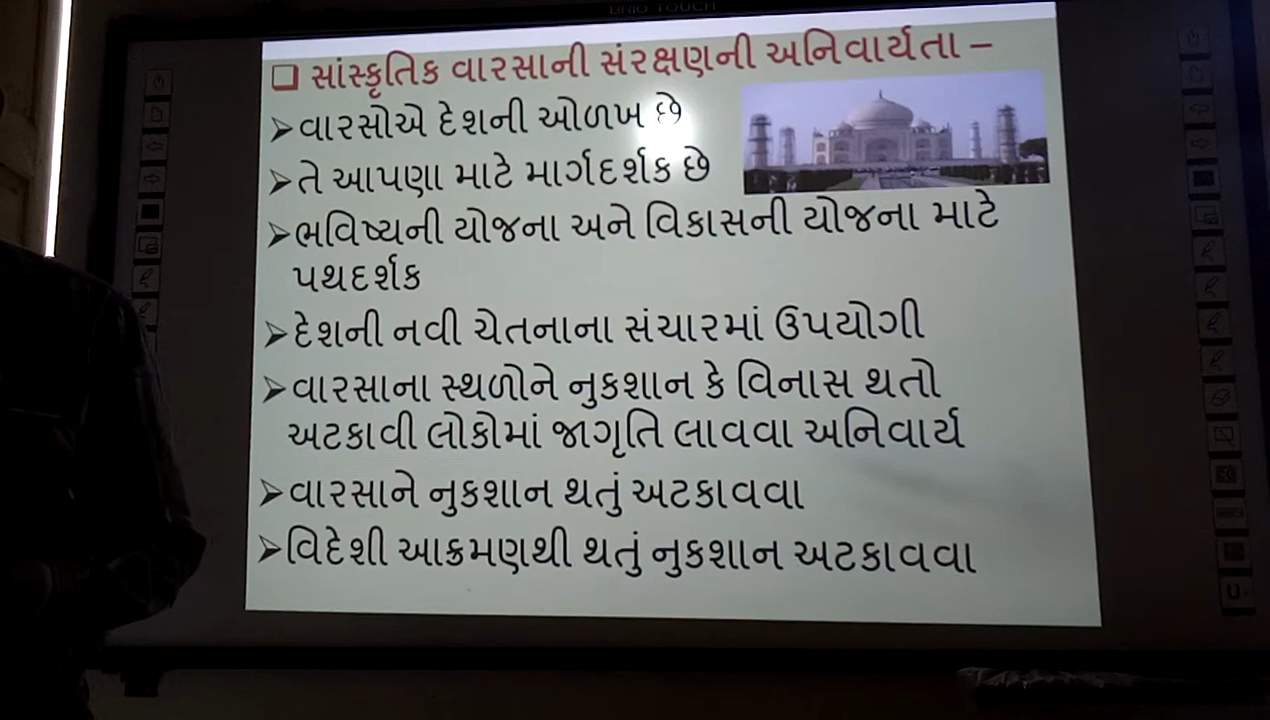 BRIO TOUCH
❑ સાંસ્કૃતિક વારસાની સંરક્ષણની અનિવાર્યતા –
➢વારસોએ દેશની ઓળખ છે
➢તે આપણા માટે માર્ગદર્શક છે
➢ભવિષ્યની યોજના અને વિકાસની યોજના માટે
પથદર્શક
➢દેશની નવી ચેતનાના સંચારમાં ઉપયોગી
➢વારસાના સ્થળોને નુકશાન કે વિનાસ થતો
અટકાવી લોકોમાં જાગૃતિ લાવવા અનિવાર્ય
➢વારસાને નુકશાન થતું અટકાવવા
➢વિદેશી આક્રમણથી થતું નુકશાન અટકાવવા